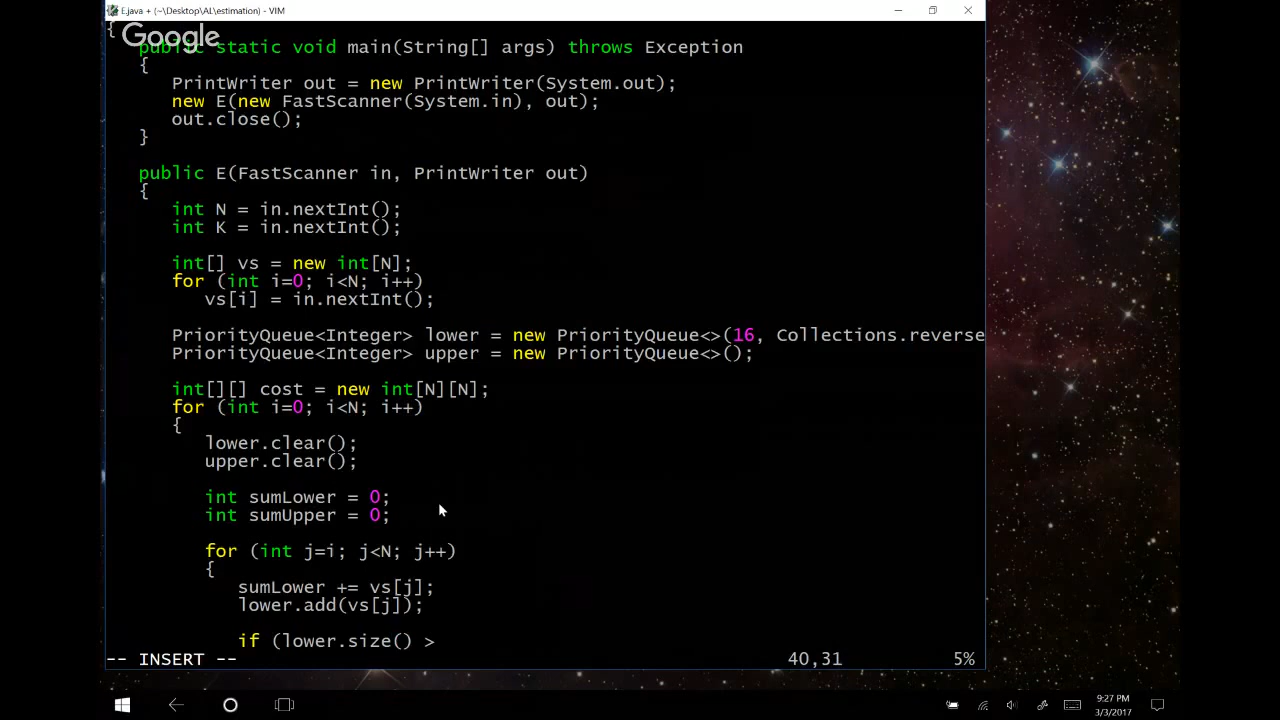 E.java + (~\Desktop\AL\estimation) - VIM
{
Google
public static void main(String[] args) throws Exception
{
PrintWriter out = new PrintWriter(System.out);
new E(new FastScanner(System.in), out);
out.close();
}
public E(FastScanner in, PrintWriter out)
{
int N = in.nextInt();
int K = in.nextInt();
int[] vs = new int[N];
for (int i=0; i<N; i++)
vs[i] = in.nextInt();
PriorityQueue<Integer> lower = new PriorityQueue<>(16, Collections.reverse
PriorityQueue<Integer> upper = new PriorityQueue<>();
int[][] cost = new int[N][N];
for (int i=0; i<N; i++)
{
lower.clear();
upper.clear();
int sumLower = 0;
int sumUpper = 0;
for (int j=i; j<N; j++)
{
sumLower += vs[j];
lower.add(vs[j]);
if (lower.size() >
-- INSERT -- 40,31 5%
9:27 PM
3/3/2017